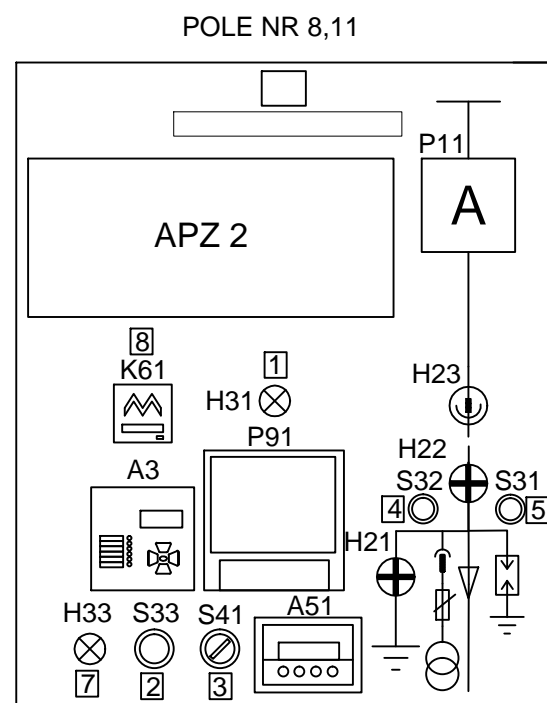 POLE NR 8,11
P11
A
APZ 2
8
K61
1
H31
H23
P91
H22
A3
S32
S31
4
5
H21
H33
S33
S41
A51
7
2
3